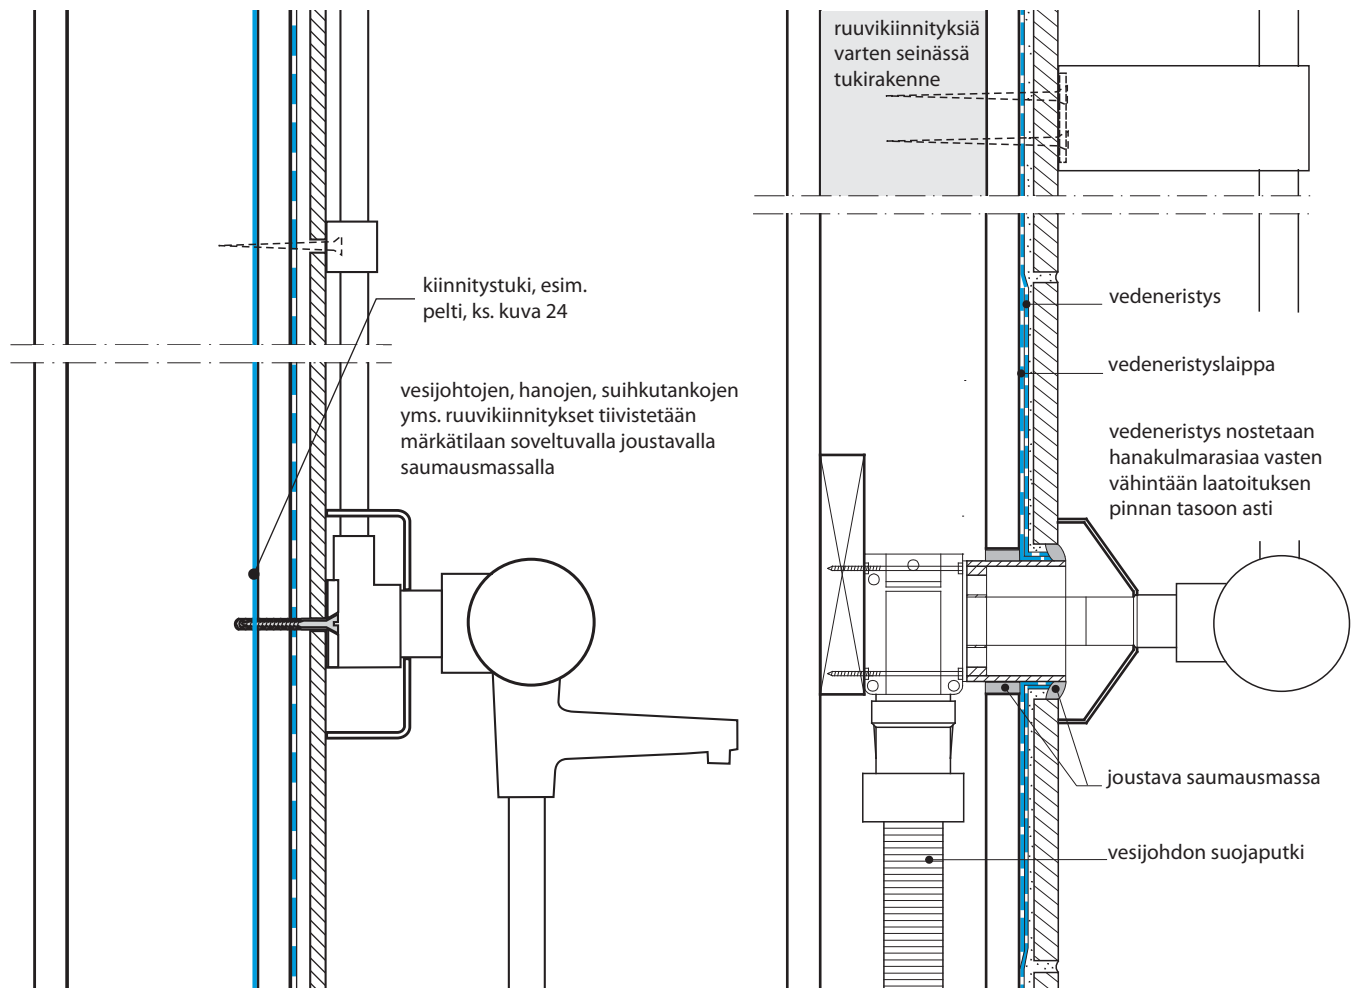 ruuvikiinnityksiä
varten seinässä
tukirakenne
kiinnitystuki, esim.
pelti, ks. kuva 24
vesijohtojen, hanojen, suihkutankojen
yms. ruuvikiinnitykset tiivistetään
märkätilaan soveltuvalla joustavalla
saumausmassalla
vedeneristys
vedeneristyslaippa
vedeneristys nostetaan
hanakulmarasiaa vasten
vähintään laatoituksen
pinnan tasoon asti
joustava saumausmassa
vesijohdon suojaputki